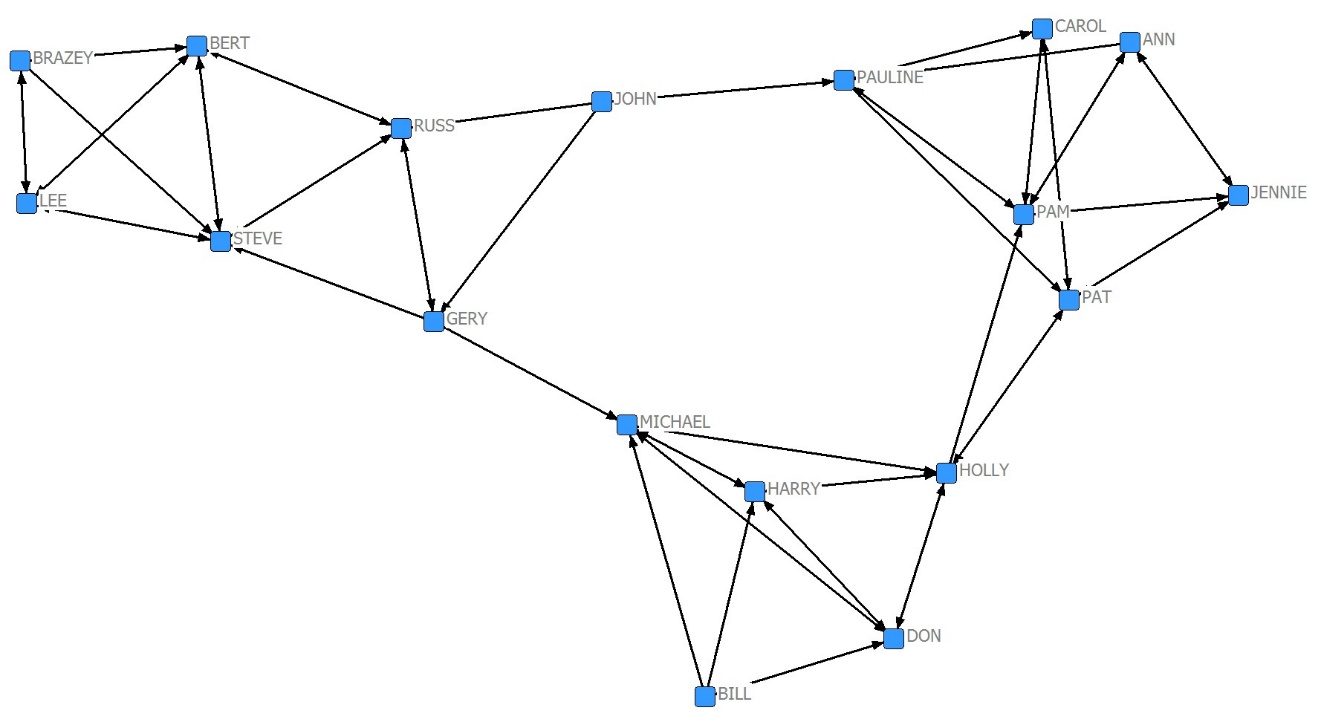 CAROL
ANN
BERT
BRAZEY
PAULINE
JOHN
RUSS
JENNIE
LEE
PAM
STEVE
PAT
GERY
MICHAEL
HOLLY
HARRY
DON
BILL